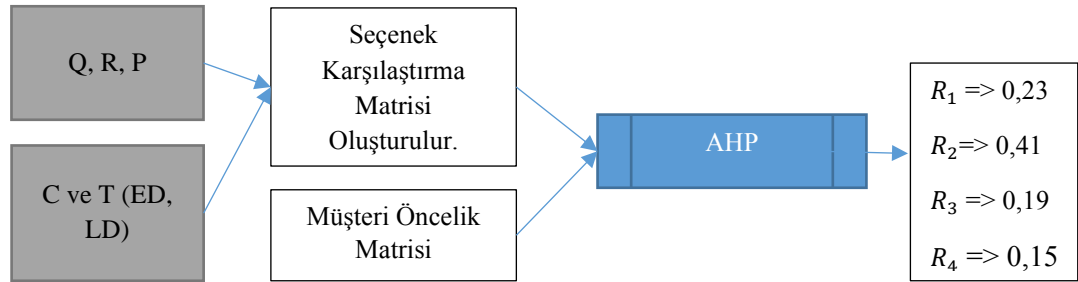 Q, R, P
C ve T (ED,
LD)
Seçenek
Karşılaştırma
Matrisi
Oluşturulur.
Müşteri Öncelik
Matrisi
AHP
R₁ => 0,23
R₂=> 0,41
R₃ => 0,19
R₄ => 0,15